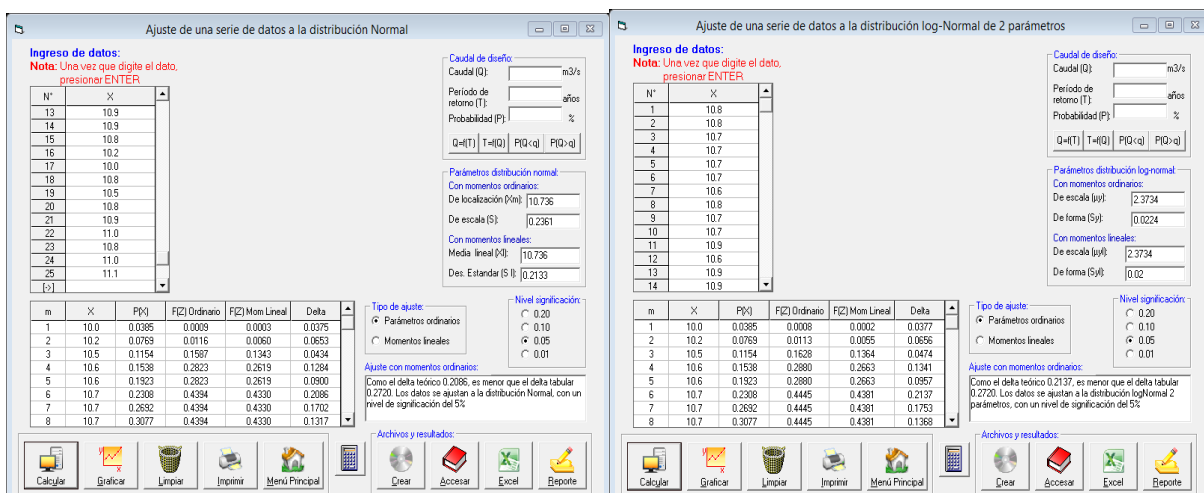 Ajuste de una serie de datos a la distribución Normal
Ingreso de datos:
Nota: Una vez que digite el dato,
presionar ENTER
N° X
13 10.9
14 10.9
15 10.8
16 10.2
17 10.0
18 10.8
19 10.5
20 10.8
21 10.9
22 11.0
23 10.8
24 11.0
25 11.1
[->]
Caudal de diseño:
Caudal (Q): m3/s
Período de
retorno (T): años
Probabilidad (P): %
Q=f(T) T=f(Q) P(Q<q) P(Q>q)
Parámetros distribución normal:
Con momentos ordinarios:
De localización (Xm): 10.736
De escala (S): 0.2361
Con momentos lineales:
Media lineal (Xl): 10.736
Des. Estandar (S l): 0.2133
m X P(X) F(Z) Ordinario F(Z) Mom Lineal Delta
1 10.0 0.0385 0.0009 0.0003 0.0375
2 10.2 0.0769 0.0116 0.0060 0.0653
3 10.5 0.1154 0.1587 0.1343 0.0434
4 10.6 0.1538 0.2823 0.2619 0.1284
5 10.6 0.1923 0.2823 0.2619 0.0900
6 10.7 0.2308 0.4394 0.4330 0.2086
7 10.7 0.2692 0.4394 0.4330 0.1702
8 10.7 0.3077 0.4394 0.4330 0.1317
Tipo de ajuste:
Parámetros ordinarios
Momentos lineales
Nivel significación:
0.20
0.10
0.05
0.01
Ajuste con momentos ordinarios:
Como el delta teórico 0.2086, es menor que el delta tabular
0.2720. Los datos se ajustan a la distribución Normal, con un
nivel de significación del 5%
Archivos y resultados:
Calcular Graficar Limpiar Imprimir Menú Principal Crear Accesar Excel Reporte
Ajuste de una serie de datos a la distribución log-Normal de 2 parámetros
Ingreso de datos:
Nota: Una vez que digite el dato,
presionar ENTER
N° X
1 10.8
2 10.8
3 10.7
4 10.7
5 10.7
6 10.7
7 10.6
8 10.8
9 10.7
10 10.7
11 10.9
12 10.6
13 10.9
14 10.9
Caudal de diseño:
Caudal (Q): m3/s
Período de
retorno (T): años
Probabilidad (P): %
Q=f(T) T=f(Q) P(Q<q) P(Q>q)
Parámetros distribución log-normal:
Con momentos ordinarios:
De escala (μy): 2.3734
De forma (Sy): 0.0224
Con momentos lineales:
De escala (μyl): 2.3734
De forma (Syl): 0.02
m X P(X) F(Z) Ordinario F(Z) Mom Lineal Delta
1 10.0 0.0385 0.0008 0.0002 0.0377
2 10.2 0.0769 0.0113 0.0055 0.0656
3 10.5 0.1154 0.1628 0.1364 0.0474
4 10.6 0.1538 0.2880 0.2663 0.1341
5 10.6 0.1923 0.2880 0.2663 0.0957
6 10.7 0.2308 0.4445 0.4381 0.2137
7 10.7 0.2692 0.4445 0.4381 0.1753
8 10.7 0.3077 0.4445 0.4381 0.1368
Tipo de ajuste:
Parámetros ordinarios
Momentos lineales
Nivel significación:
0.20
0.10
0.05
0.01
Ajuste con momentos ordinarios:
Como el delta teórico 0.2137, es menor que el delta tabular
0.2720. Los datos se ajustan a la distribución logNormal 2
parámetros, con un nivel de significación del 5%
Archivos y resultados:
Calcular Graficar Limpiar Imprimir Menú Principal Crear Accesar Excel Reporte